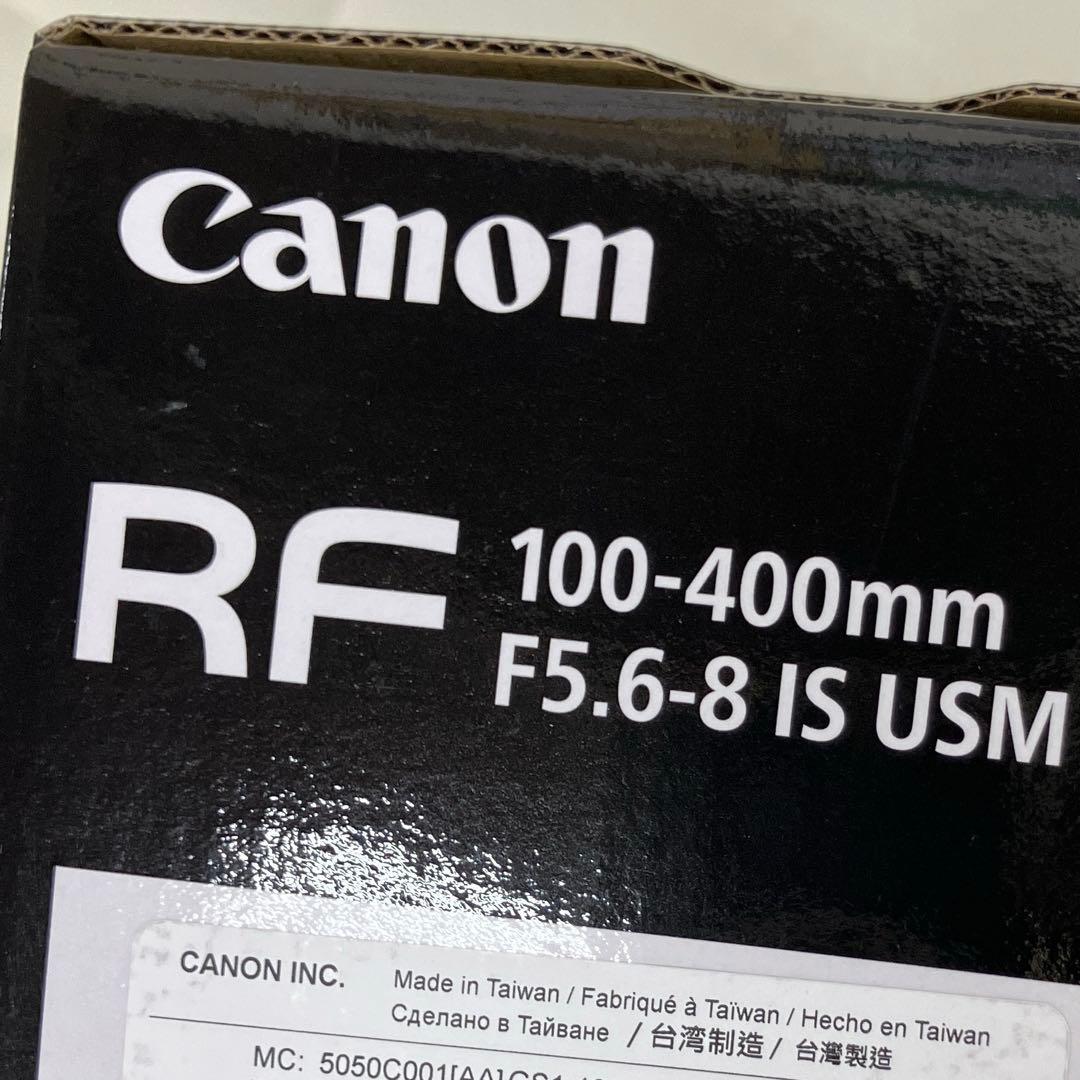 Canon
RF 100-400mm
F5.6-8 IS USM
CANON INC. Made in Taiwan / Fabriqué à Taïwan / Hecho en Taiwan
Сделано в Тайване / 台湾制造 / 台灣製造
MC: 5050C001[AA]